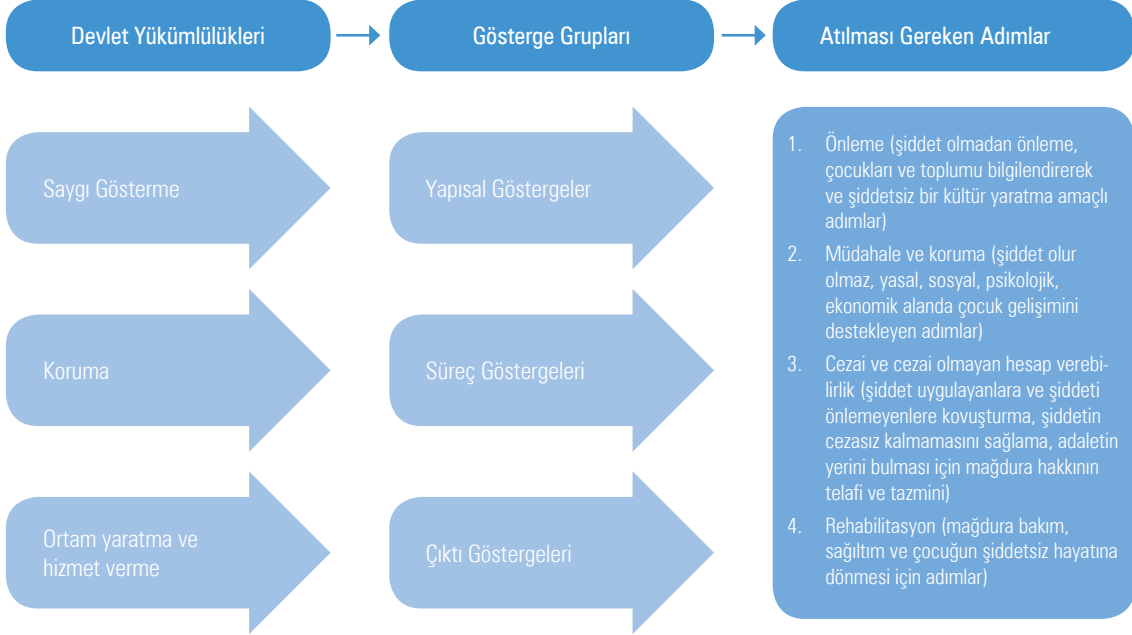 Devlet Yükümlülükleri
Gösterge Grupları
Atılması Gereken Adımlar
Saygı Gösterme
Yapısal Göstergeler
Koruma
Süreç Göstergeleri
Ortam yaratma ve
hizmet verme
Çıktı Göstergeleri
1. Önleme (şiddet olmadan önleme,
çocukları ve toplumu bilgilendirerek
ve şiddetsiz bir kültür yaratma amaçlı
adımlar)
2. Müdahale ve koruma (şiddet olur
olmaz, yasal, sosyal, psikolojik,
ekonomik alanda çocuk gelişimini
destekleyen adımlar)
3. Cezai ve cezai olmayan hesap verebi-
lirlik (şiddet uygulayanlara ve şiddeti
önlemeyenlere kovuşturma, şiddetin
cezasız kalmamasını sağlama, adaletin
yerini bulması için mağdura hakkının
telafi ve tazmini)
4. Rehabilitasyon (mağdura bakım,
sağıltım ve çocuğun şiddetsiz hayatına
dönmesi için adımlar)